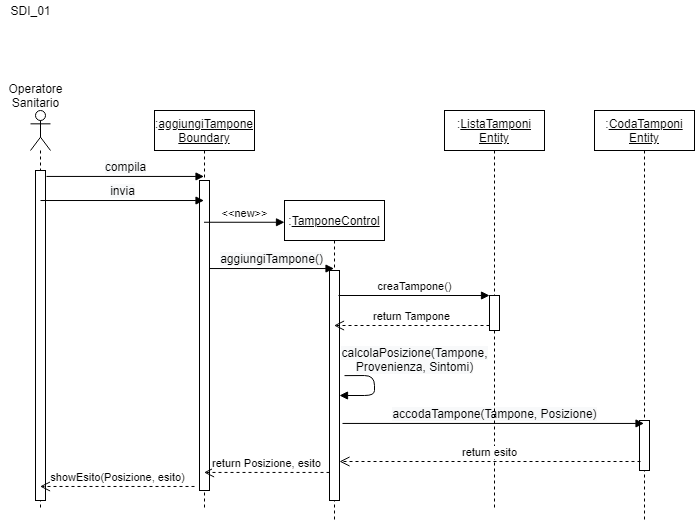 SDI_01
Operatore
Sanitario
:aggiungiTampone
Boundary
:ListaTamponi
Entity
:CodaTamponi
Entity
compila
invia
<<new>>
:TamponeControl
aggiungiTampone()
creaTampone()
return Tampone
calcolaPosizione(Tampone,
Provenienza, Sintomi)
accodaTampone(Tampone, Posizione)
return esito
return Posizione, esito
showEsito(Posizione, esito)